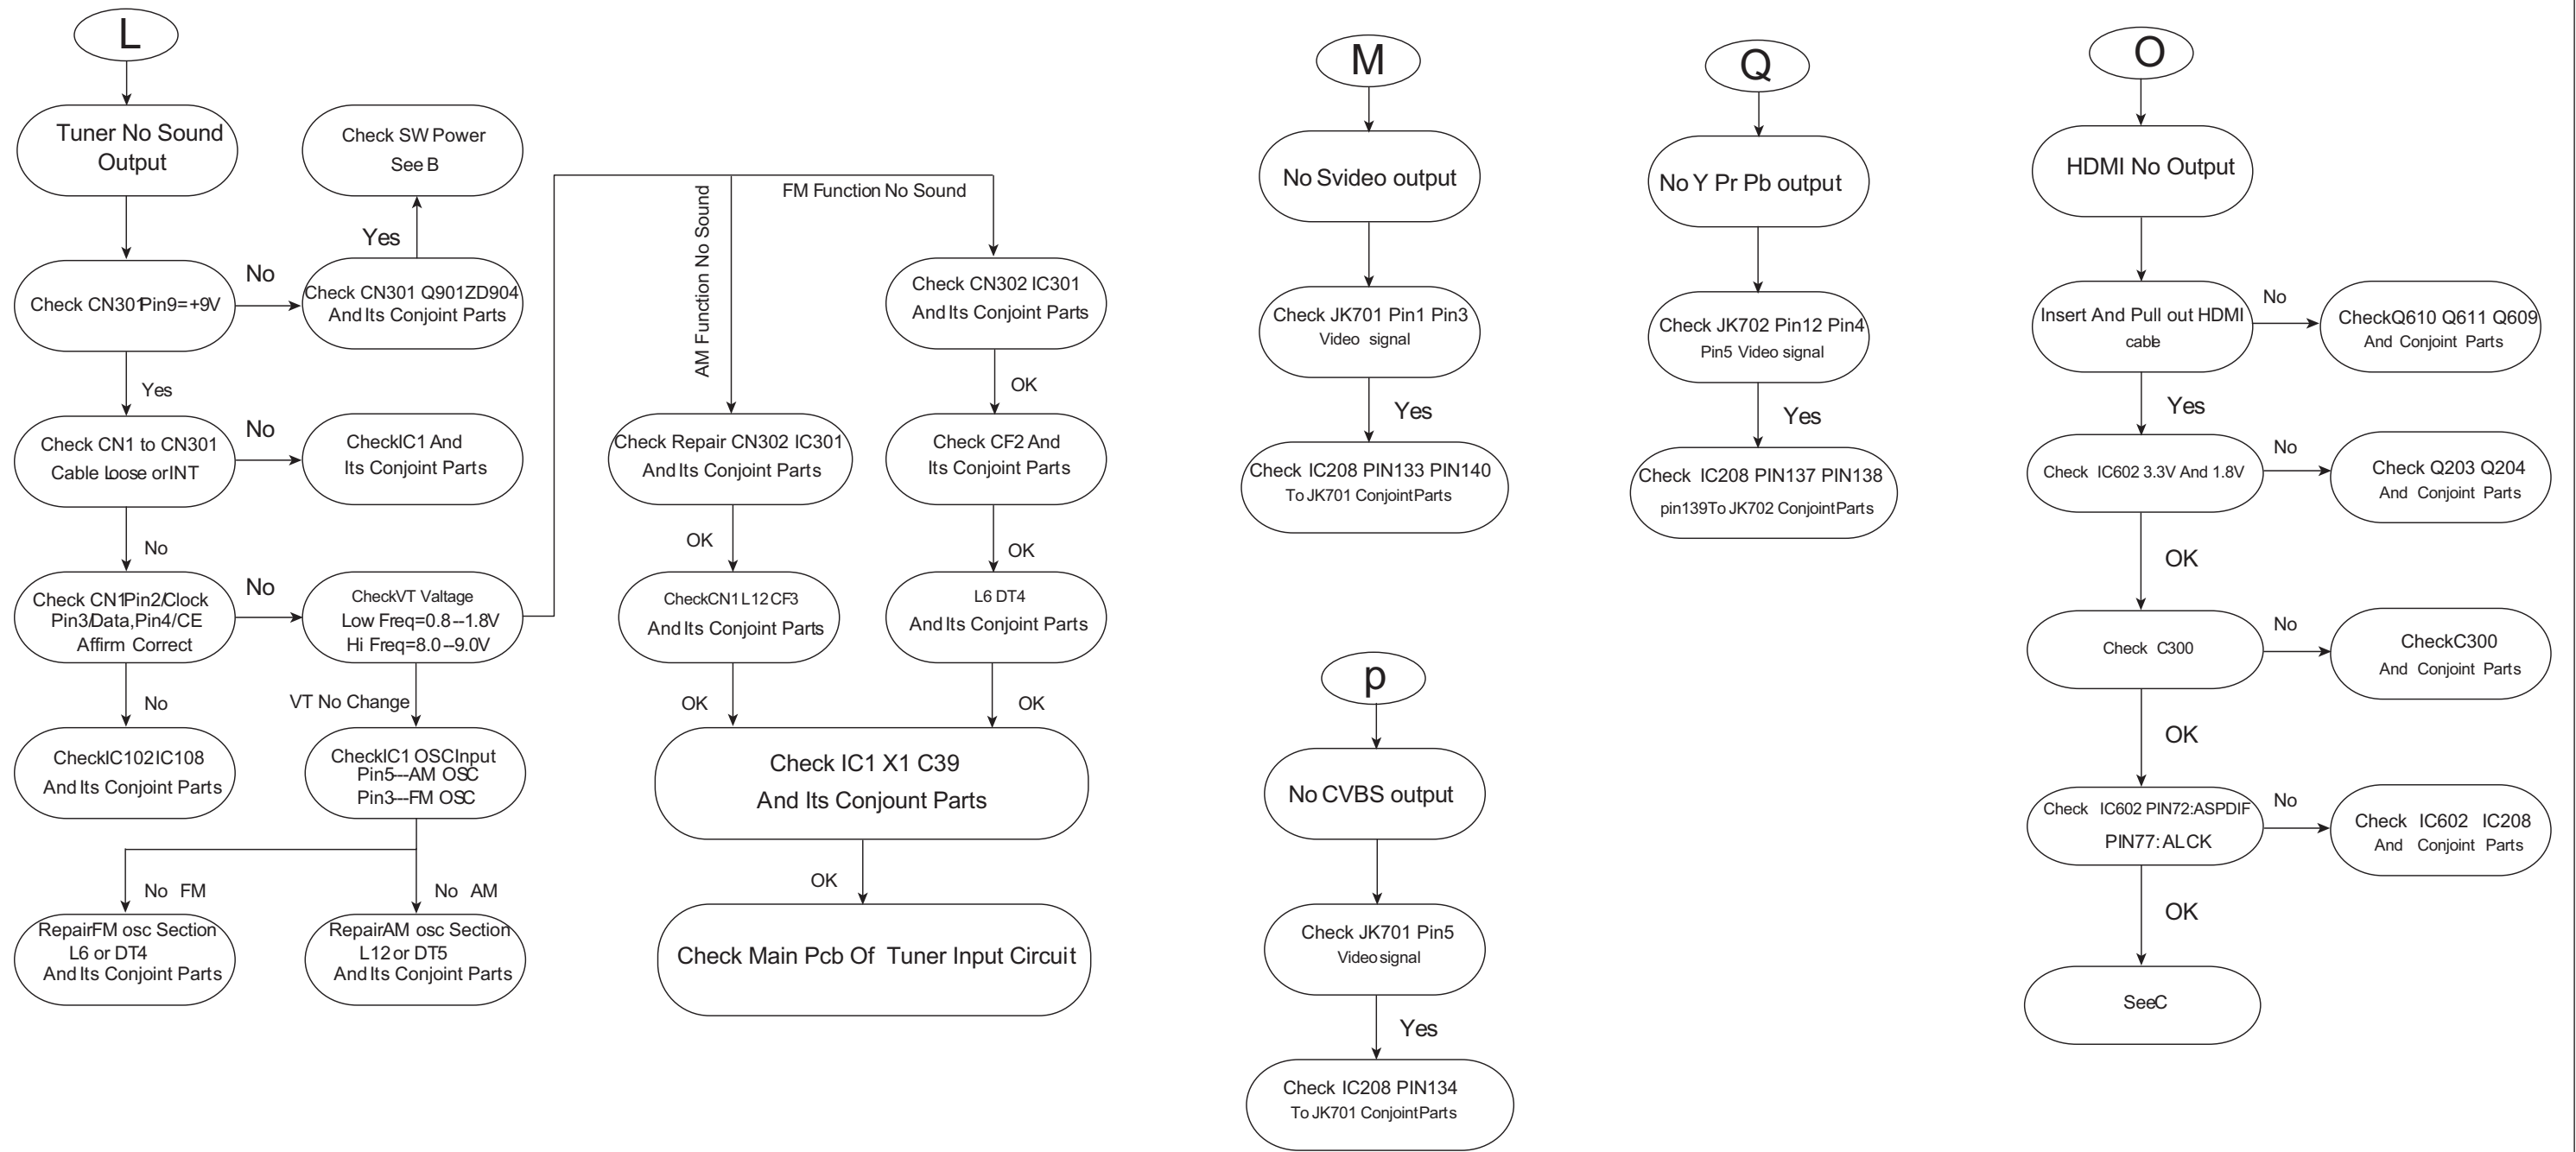 L
Tuner No Sound
Output
Check SW Power
See B
Yes
Check CN301Pin9=+9V
No
Check CN301 Q901ZD904
And Its Conjoint Parts
Yes
Check CN1 to CN301
Cable Loose or INT
No
CheckIC1 And
Its Conjoint Parts
No
Check CN1Pin2/Clock
Pin3/Data,Pin4/CE
Affirm Correct
No
CheckVT Valtage
Low Freq=0.8--1.8V
Hi Freq=8.0--9.0V
No
CheckIC102 IC108
And Its Conjoint Parts
VT No Change
CheckIC1 OSCInput
Pin5---AM OSC
Pin3---FM OSC
No FM
RepairFM osc Section
L6 or DT4
And Its Conjoint Parts
No AM
RepairAM osc Section
L12 or DT5
And Its Conjoint Parts
AM Function No Sound
Check Repair CN302 IC301
And Its Conjoint Parts
OK
CheckCN1 L12 CF3
And Its Conjoint Parts
OK
FM Function No Sound
Check CN302 IC301
And Its Conjoint Parts
OK
Check CF2 And
Its Conjoint Parts
OK
L6 DT4
And Its Conjoint Parts
OK
Check IC1 X1 C39
And Its Conjount Parts
OK
Check Main Pcb Of Tuner Input Circuit
M
No Svideo output
Check JK701 Pin1 Pin3
Video signal
Yes
Check IC208 PIN133 PIN140
To JK701 ConjointParts
p
No CVBS output
Check JK701 Pin5
Video signal
Yes
Check IC208 PIN134
To JK701 ConjointParts
Q
No Y Pr Pb output
Check JK702 Pin12 Pin4
Pin5 Video signal
Yes
Check IC208 PIN137 PIN138
pin139To JK702 ConjointParts
O
HDMI No Output
Insert And Pull out HDMI
cable
No
CheckQ610 Q611 Q609
And Conjoint Parts
Yes
Check IC602 3.3V And 1.8V
No
Check Q203 Q204
And Conjoint Parts
OK
Check C300
No
CheckC300
And Conjoint Parts
OK
Check IC602 PIN72:ASPDIF
PIN77:ALCK
No
Check IC602 IC208
And Conjoint Parts
OK
SeeC